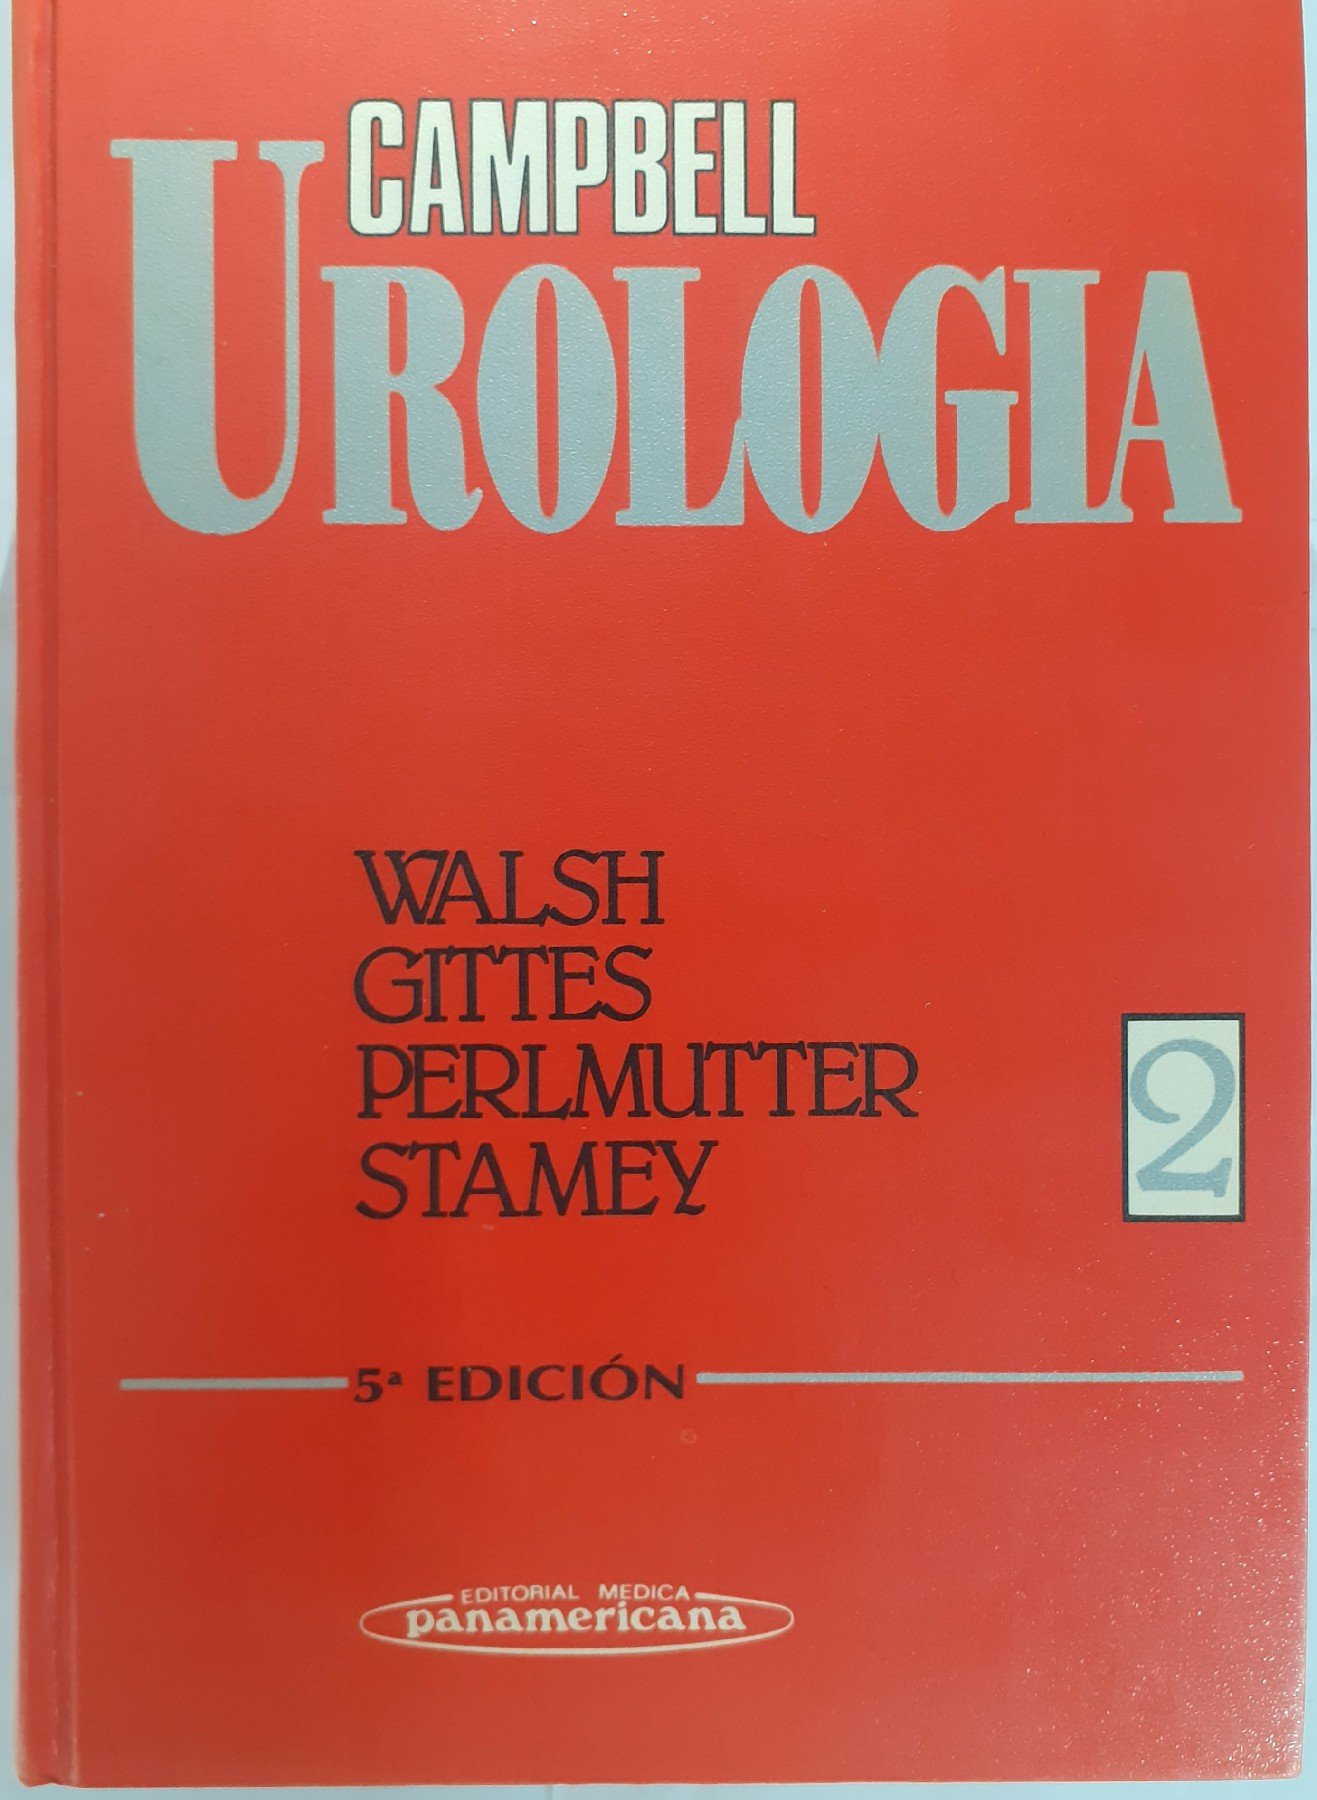 CAMPBELL
UROLOGIA
WALSH
GITTES
PERLMUTTER
STAMEY
2
5ª EDICIÓN
EDITORIAL MEDICA
panamericana